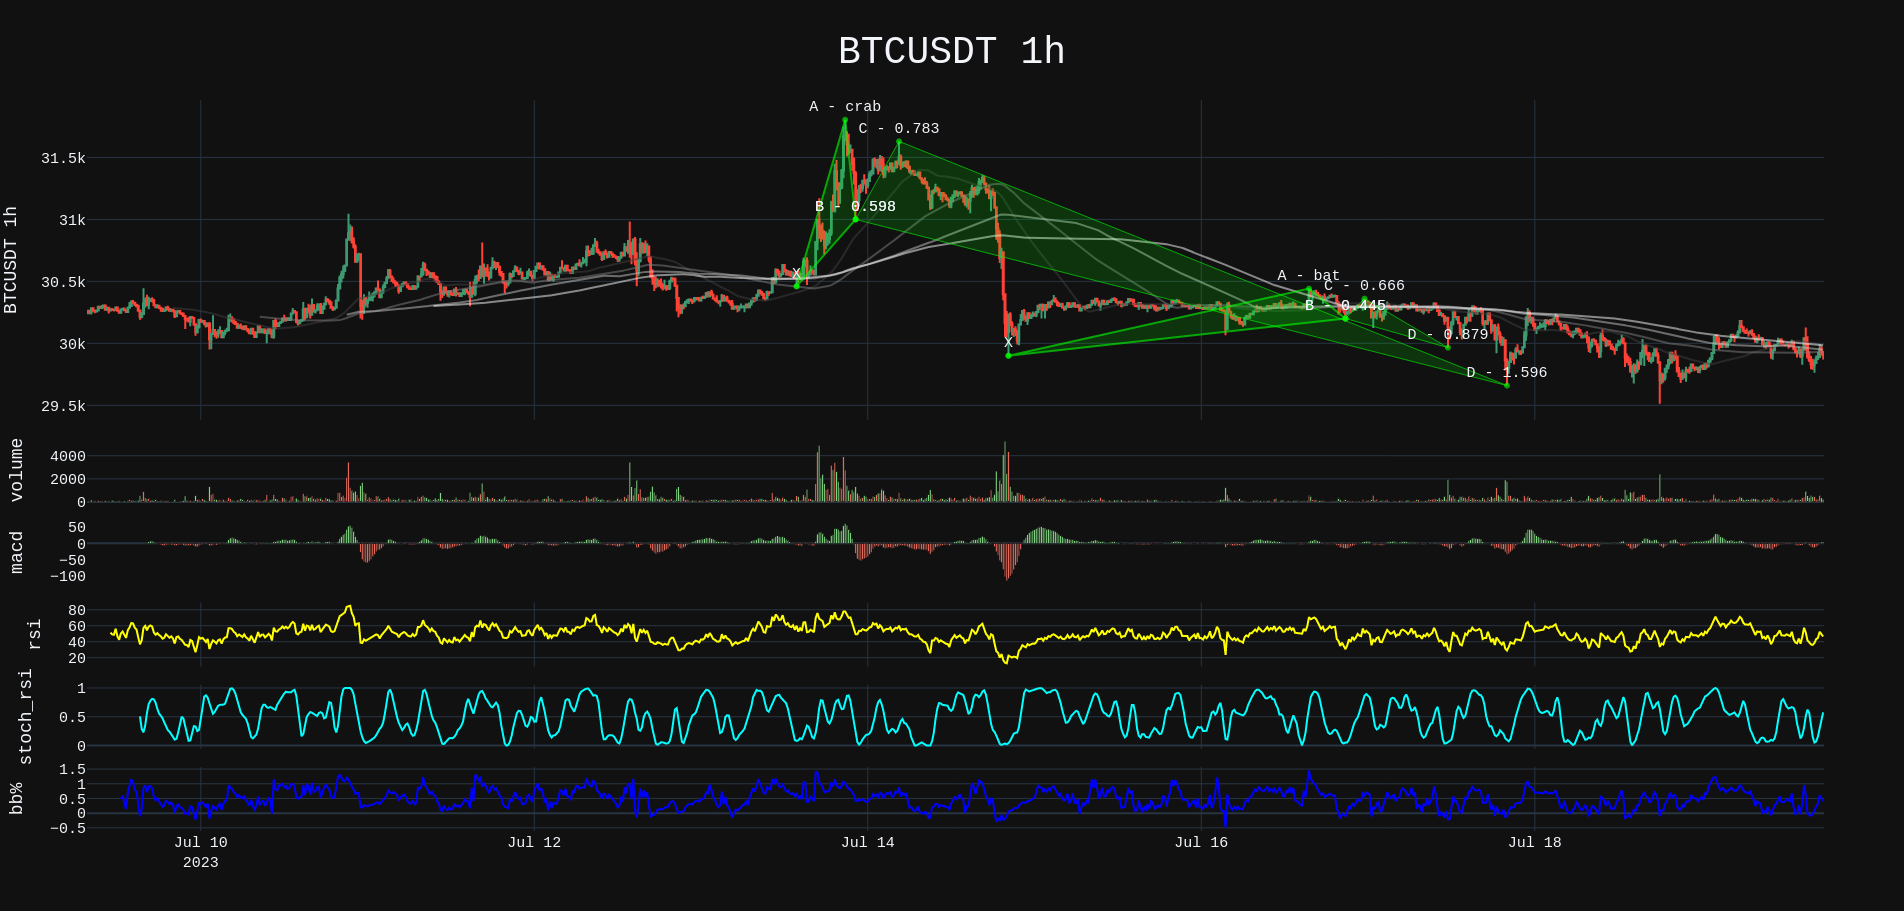 BTCUSDT 1h
A - crab
C - 0.783
31.5k
B - 0.598
31k
BTCUSDT 1h
X
A - bat
30.5k
C - 0.666
B - 0.445
D - 0.879
X
30k
D - 1.596
29.5k
volume
4000
2000
0
macd
50
0
−50
−100
rsi
80
60
40
20
stoch_rsi
1
0.5
0
bb%
1.5
1
0.5
0
−0.5
Jul 10
2023
Jul 12
Jul 14
Jul 16
Jul 18